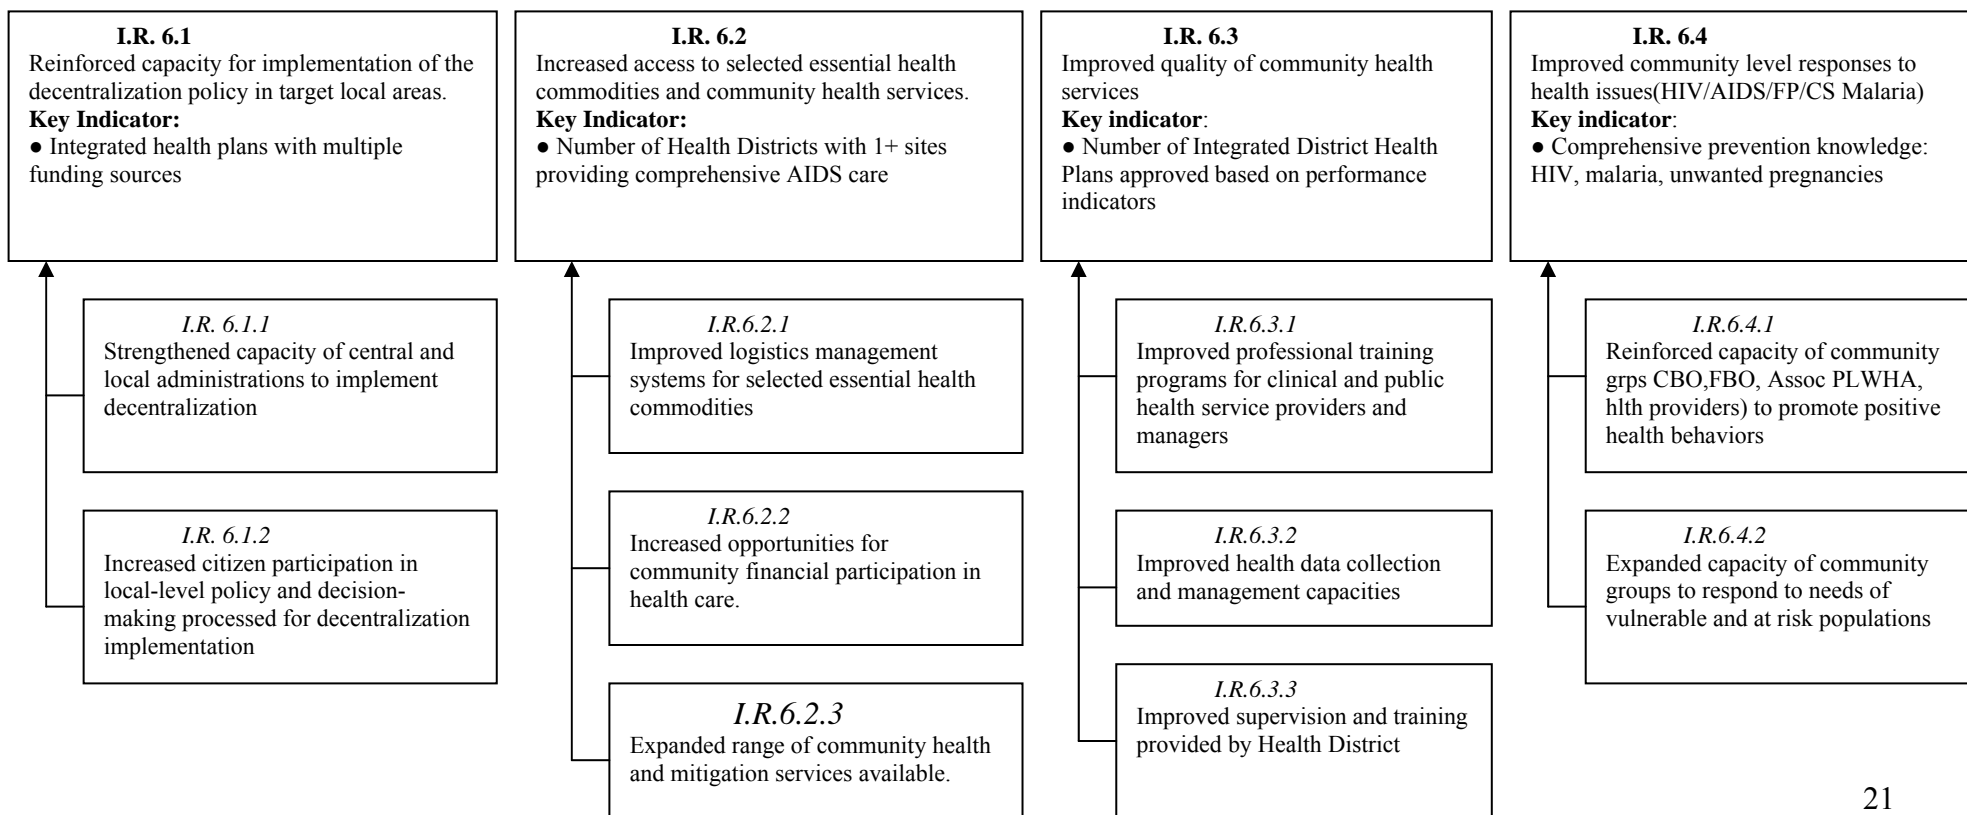 I.R. 6.1
Reinforced capacity for implementation of the
decentralization policy in target local areas.
Key Indicator:
● Integrated health plans with multiple
funding sources
I.R. 6.1.1
Strengthened capacity of central and
local administrations to implement
decentralization
I.R. 6.1.2
Increased citizen participation in
local-level policy and decision-
making processed for decentralization
implementation
I.R. 6.2
Increased access to selected essential health
commodities and community health services.
Key Indicator:
● Number of Health Districts with 1+ sites
providing comprehensive AIDS care
I.R.6.2.1
Improved logistics management
systems for selected essential health
commodities
I.R.6.2.2
Increased opportunities for
community financial participation in
health care.
I.R.6.2.3
Expanded range of community health
and mitigation services available.
I.R. 6.3
Improved quality of community health
services
Key indicator:
● Number of Integrated District Health
Plans approved based on performance
indicators
I.R.6.3.1
Improved professional training
programs for clinical and public
health service providers and
managers
I.R.6.3.2
Improved health data collection
and management capacities
I.R.6.3.3
Improved supervision and training
provided by Health District
I.R. 6.4
Improved community level responses to
health issues(HIV/AIDS/FP/CS Malaria)
Key indicator:
● Comprehensive prevention knowledge:
HIV, malaria, unwanted pregnancies
I.R.6.4.1
Reinforced capacity of community
grps CBO,FBO, Assoc PLWHA,
hlth providers) to promote positive
health behaviors
I.R.6.4.2
Expanded capacity of community
groups to respond to needs of
vulnerable and at risk populations
21